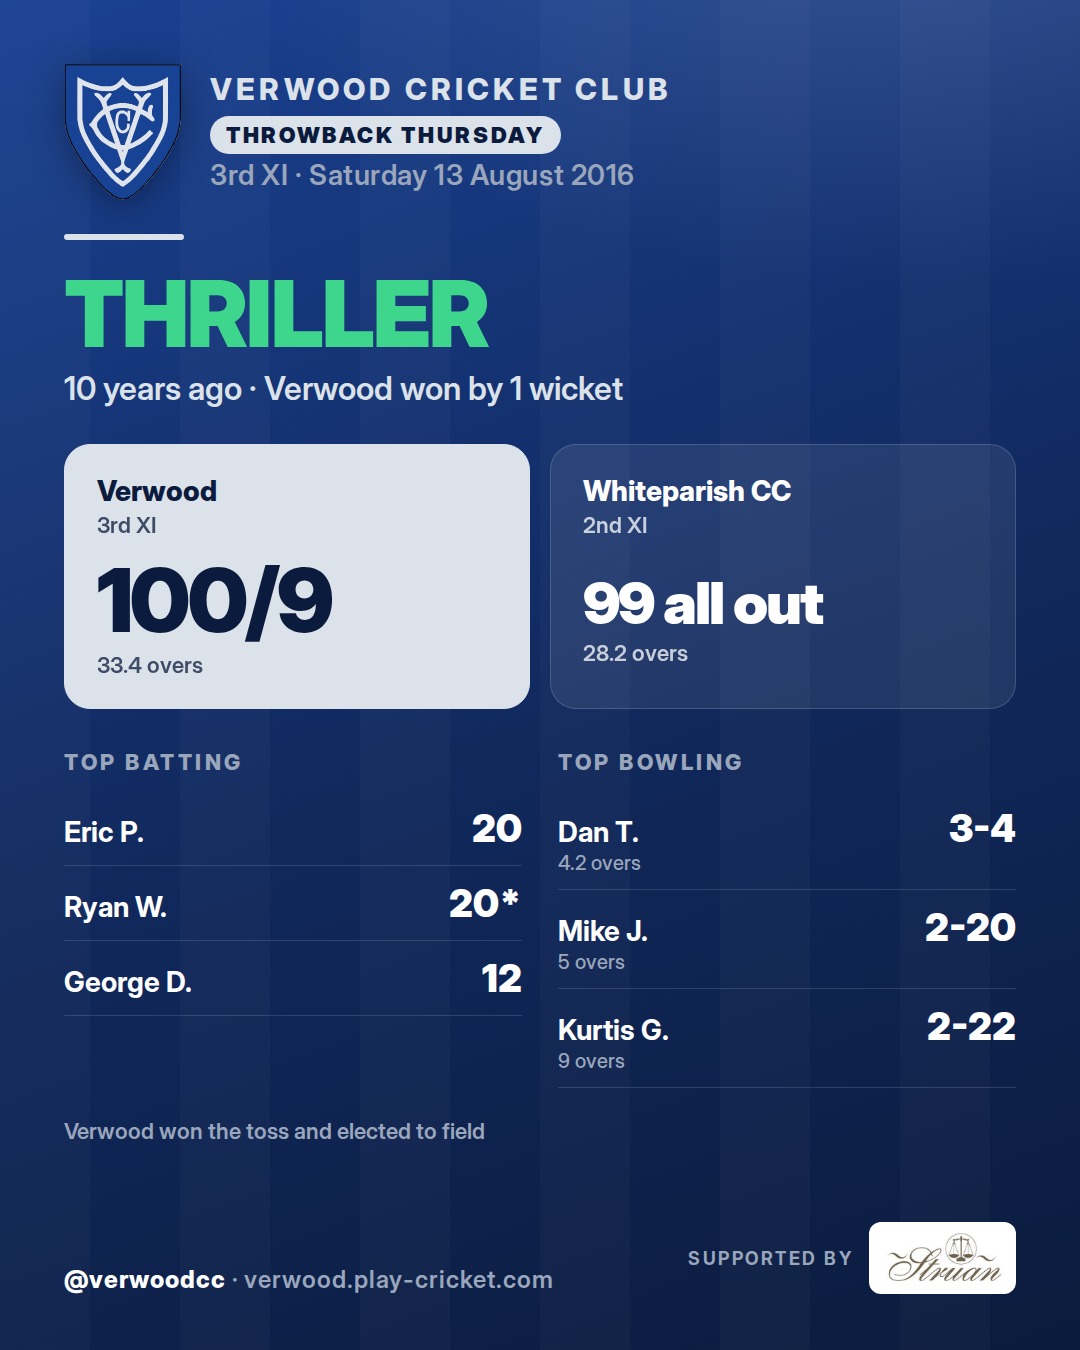 VERWOOD CRICKET CLUB
THROWBACK THURSDAY
3rd XI · Saturday 13 August 2016
THRILLER
10 years ago · Verwood won by 1 wicket
Verwood
3rd XI
100/9
33.4 overs
Whiteparish CC
2nd XI
99 all out
28.2 overs
TOP BATTING
Eric P. 20
Ryan W. 20*
George D. 12
TOP BOWLING
Dan T. 3-4
4.2 overs
Mike J. 2-20
5 overs
Kurtis G. 2-22
9 overs
Verwood won the toss and elected to field
@verwoodcc · verwood.play-cricket.com
SUPPORTED BY
Struan